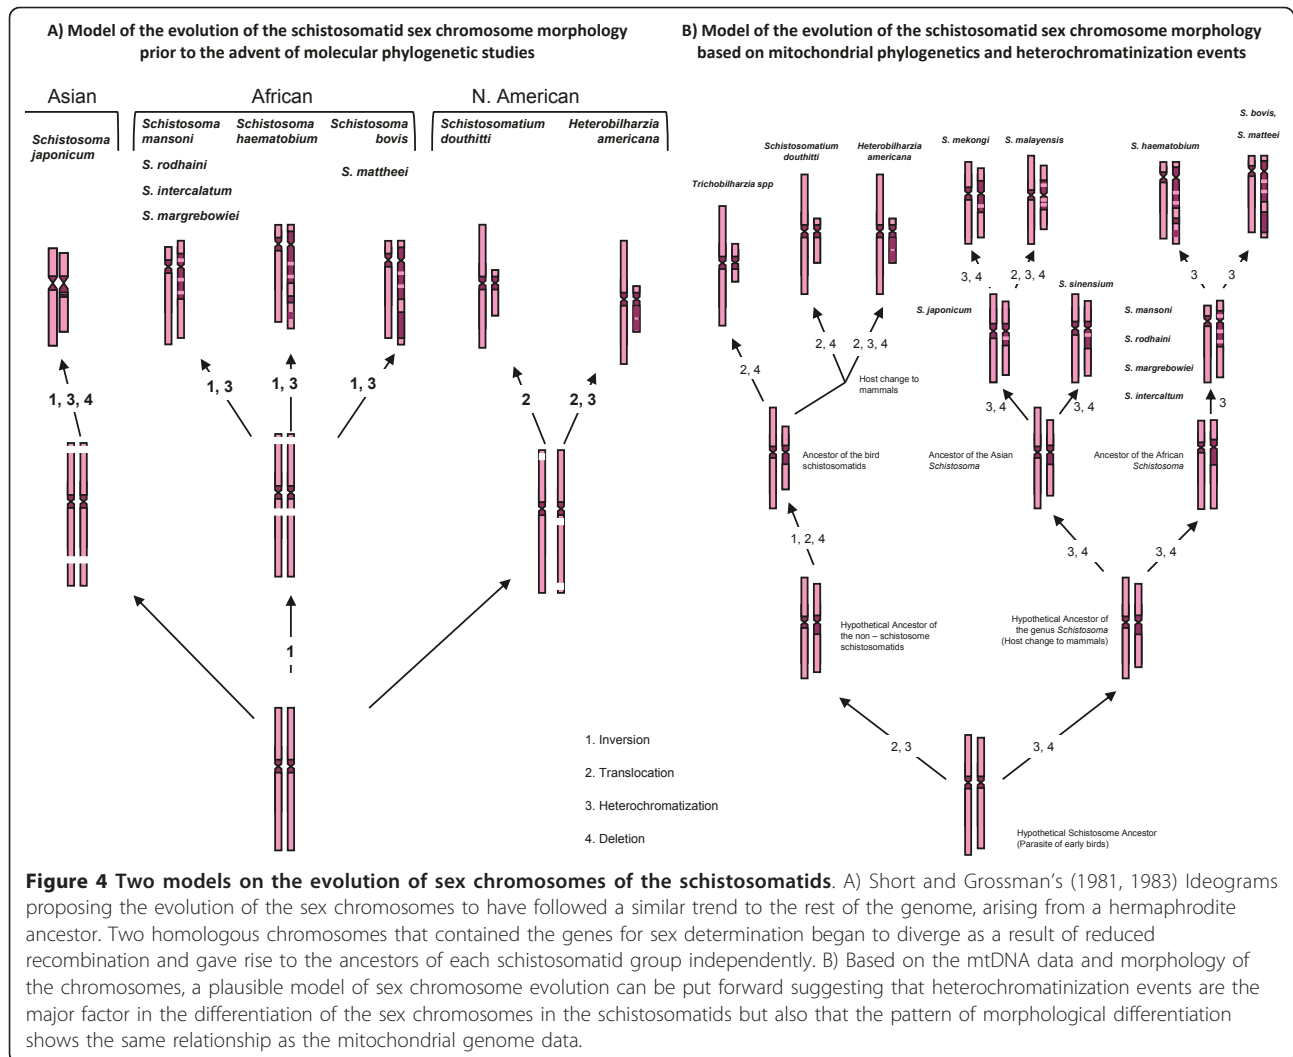 A) Model of the evolution of the schistosomatid sex chromosome morphology
prior to the advent of molecular phylogenetic studies
Asian
African
N. American
Schistosoma
japonicum
Schistosoma
mansoni
S. rodhaini
S. intercalatum
S. margrebowiei
Schistosoma
haematobium
Schistosoma
bovis
S. mattheei
Schistosomatium
douthitti
Heterobilharzia
americana
1, 3, 4
1, 3
1, 3
1, 3
2
2, 3
1
1. Inversion
2. Translocation
3. Heterochromatization
4. Deletion
B) Model of the evolution of the schistosomatid sex chromosome morphology
based on mitochondrial phylogenetics and heterochromatinization events
Trichobilharzia spp
Schistosomatium
douthitti
Heterobilharzia
americana
S. mekongi
S. malayensis
S. haematobium
S. bovis,
S. matteei
3, 4
2, 3, 4
3
3
S. japonicum
S. sinensium
S. mansoni
S. rodhaini
S. margrebowiei
S. intercaltum
2, 4
2, 4
2, 3, 4
Host change to
mammals
3, 4
3, 4
3
Ancestor of the bird
schistosomatids
Ancestor of the Asian
Schistosoma
Ancestor of the African
Schistosoma
1, 2, 4
3, 4
3, 4
Hypothetical Ancestor of
the non – schistosome
schistosomatids
Hypothetical Ancestor of
the genus Schistosoma
(Host change to mammals)
2, 3
3, 4
Hypothetical Schistosome Ancestor
(Parasite of early birds)
Figure 4 Two models on the evolution of sex chromosomes of the schistosomatids. A) Short and Grossman's (1981, 1983) Ideograms
proposing the evolution of the sex chromosomes to have followed a similar trend to the rest of the genome, arising from a hermaphrodite
ancestor. Two homologous chromosomes that contained the genes for sex determination began to diverge as a result of reduced
recombination and gave rise to the ancestors of each schistosomatid group independently. B) Based on the mtDNA data and morphology of
the chromosomes, a plausible model of sex chromosome evolution can be put forward suggesting that heterochromatinization events are the
major factor in the differentiation of the sex chromosomes in the schistosomatids but also that the pattern of morphological differentiation
shows the same relationship as the mitochondrial genome data.